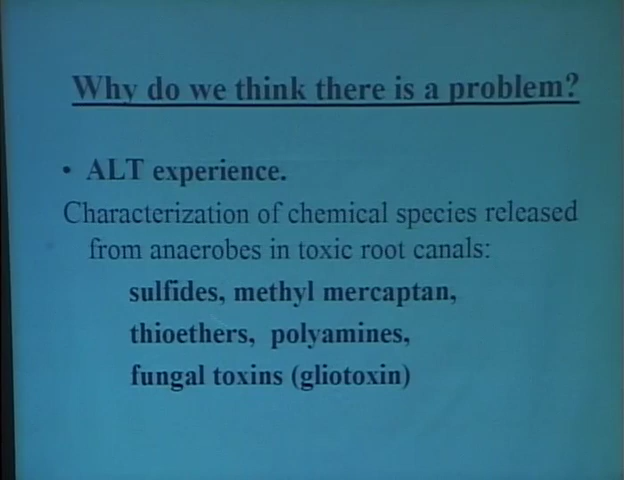 Why do we think there is a problem?
• ALT experience.
Characterization of chemical species released
from anaerobes in toxic root canals:
sulfides, methyl mercaptan,
thioethers, polyamines,
fungal toxins (gliotoxin)